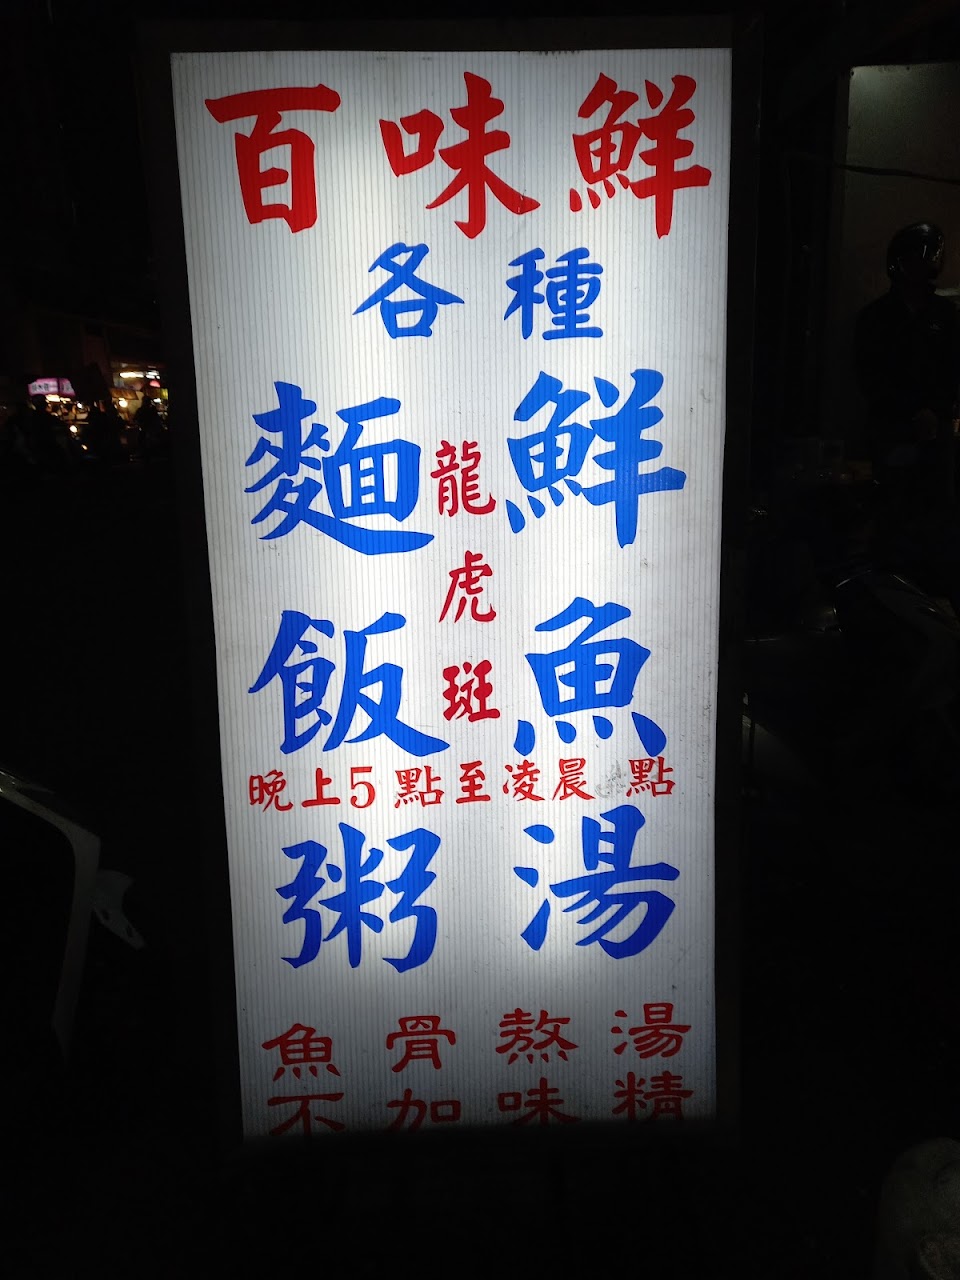 百味鮮
各種
鮮魚湯
龍虎斑
麵飯粥
晚上5點至凌晨 點
魚骨熬湯
不加味精